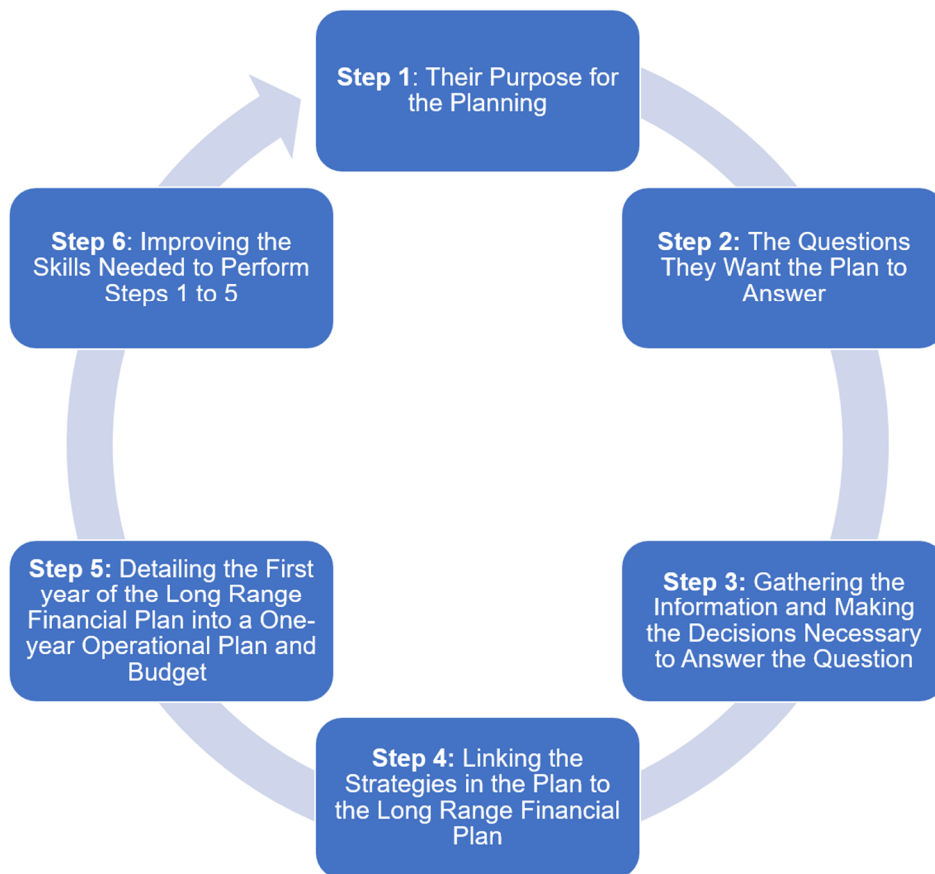 Step 1: Their Purpose for
the Planning
Step 2: The Questions
They Want the Plan to
Answer
Step 3: Gathering the
Information and Making
the Decisions Necessary
to Answer the Question
Step 4: Linking the
Strategies in the Plan to
the Long Range Financial
Plan
Step 5: Detailing the First
year of the Long Range
Financial Plan into a One-
year Operational Plan and
Budget
Step 6: Improving the
Skills Needed to Perform
Steps 1 to 5